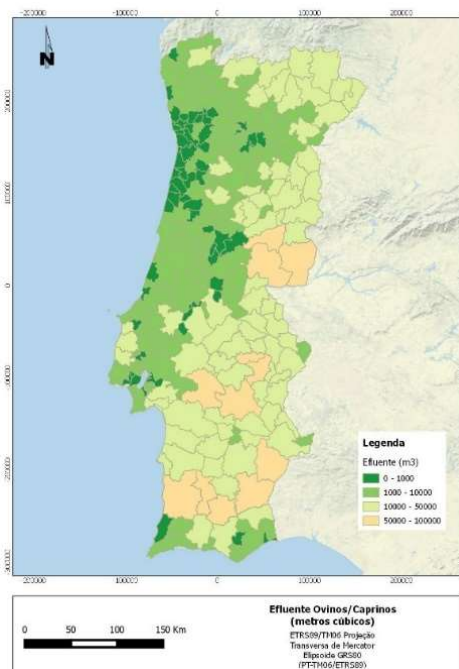 -200000 -100000 0 100000 200000
N
200000
100000
0
-100000
-200000
-300000
Legenda
Efluente (m3)
0 - 1000
1000 - 10000
10000 - 50000
50000 - 100000
-200000 -100000 0 100000 200000
0 50 100 150 Km
Efluente Ovinos/Caprinos
(metros cúbicos)
ETRS89/TM06 Projeção
Transversa de Mercator
Elipsoide GRS80
(PT-TM06/ETRS89)